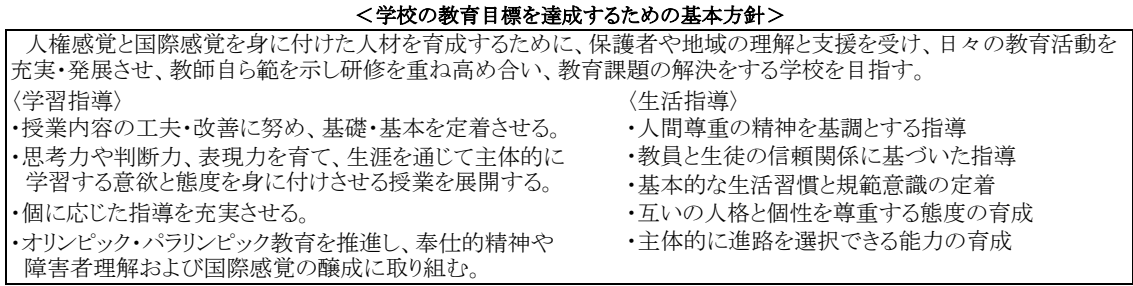 ＜学校の教育目標を達成するための基本方針＞
人権感覚と国際感覚を身に付けた人材を育成するために、保護者や地域の理解と支援を受け、日々の教育活動を
充実・発展させ、教師自ら範を示し研修を重ね高め合い、教育課題の解決をする学校を目指す。
〈学習指導〉
・授業内容の工夫・改善に努め、基礎・基本を定着させる。
・思考力や判断力、表現力を育て、生涯を通じて主体的に
学習する意欲と態度を身に付けさせる授業を展開する。
・個に応じた指導を充実させる。
・オリンピック・パラリンピック教育を推進し、奉仕的精神や
障害者理解および国際感覚の醸成に取り組む。
〈生活指導〉
・人間尊重の精神を基調とする指導
・教員と生徒の信頼関係に基づいた指導
・基本的な生活習慣と規範意識の定着
・互いの人格と個性を尊重する態度の育成
・主体的に進路を選択できる能力の育成